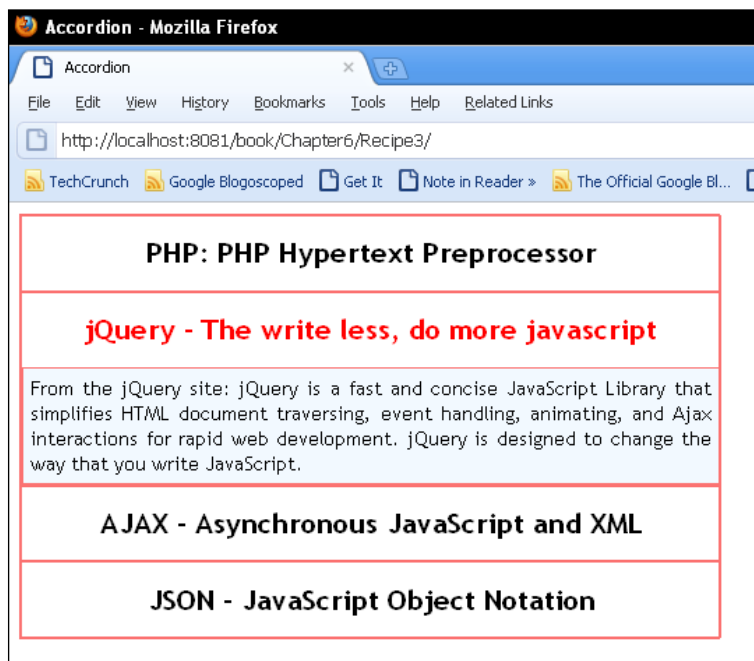 Accordion - Mozilla Firefox
Accordion
File Edit View History Bookmarks Tools Help Related Links
http://localhost:8081/book/Chapter6/Recipe3/
TechCrunch Google Blogoscoped Get It Note in Reader » The Official Google Bl...
PHP: PHP Hypertext Preprocessor
jQuery - The write less, do more javascript
From the jQuery site: jQuery is a fast and concise JavaScript Library that
simplifies HTML document traversing, event handling, animating, and Ajax
interactions for rapid web development. jQuery is designed to change the
way that you write JavaScript.
AJAX - Asynchronous JavaScript and XML
JSON - JavaScript Object Notation